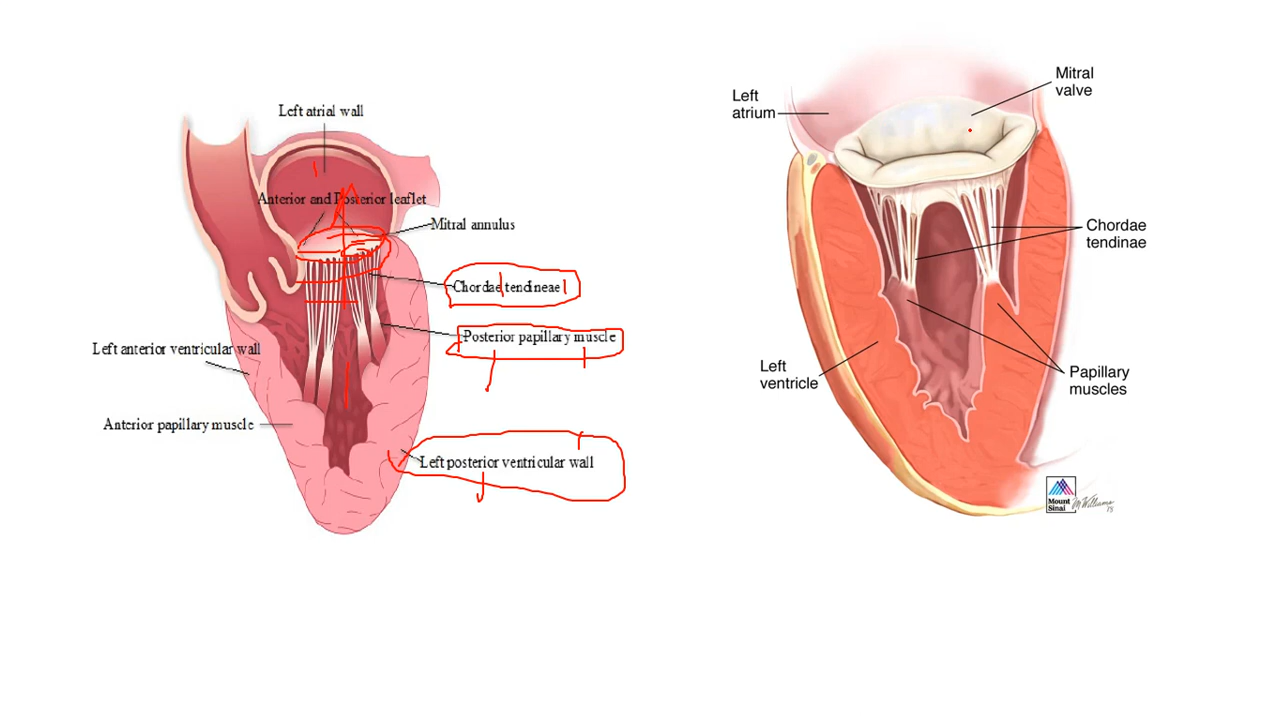 Left atrial wall
Anterior and Posterior leaflet
Mitral annulus
Chordae tendineae
Posterior papillary muscle
Left anterior ventricular wall
Anterior papillary muscle
Left posterior ventricular wall
Left
atrium
Mitral
valve
Chordae
tendinae
Left
ventricle
Papillary
muscles
Mount
Sinai
MWilliams